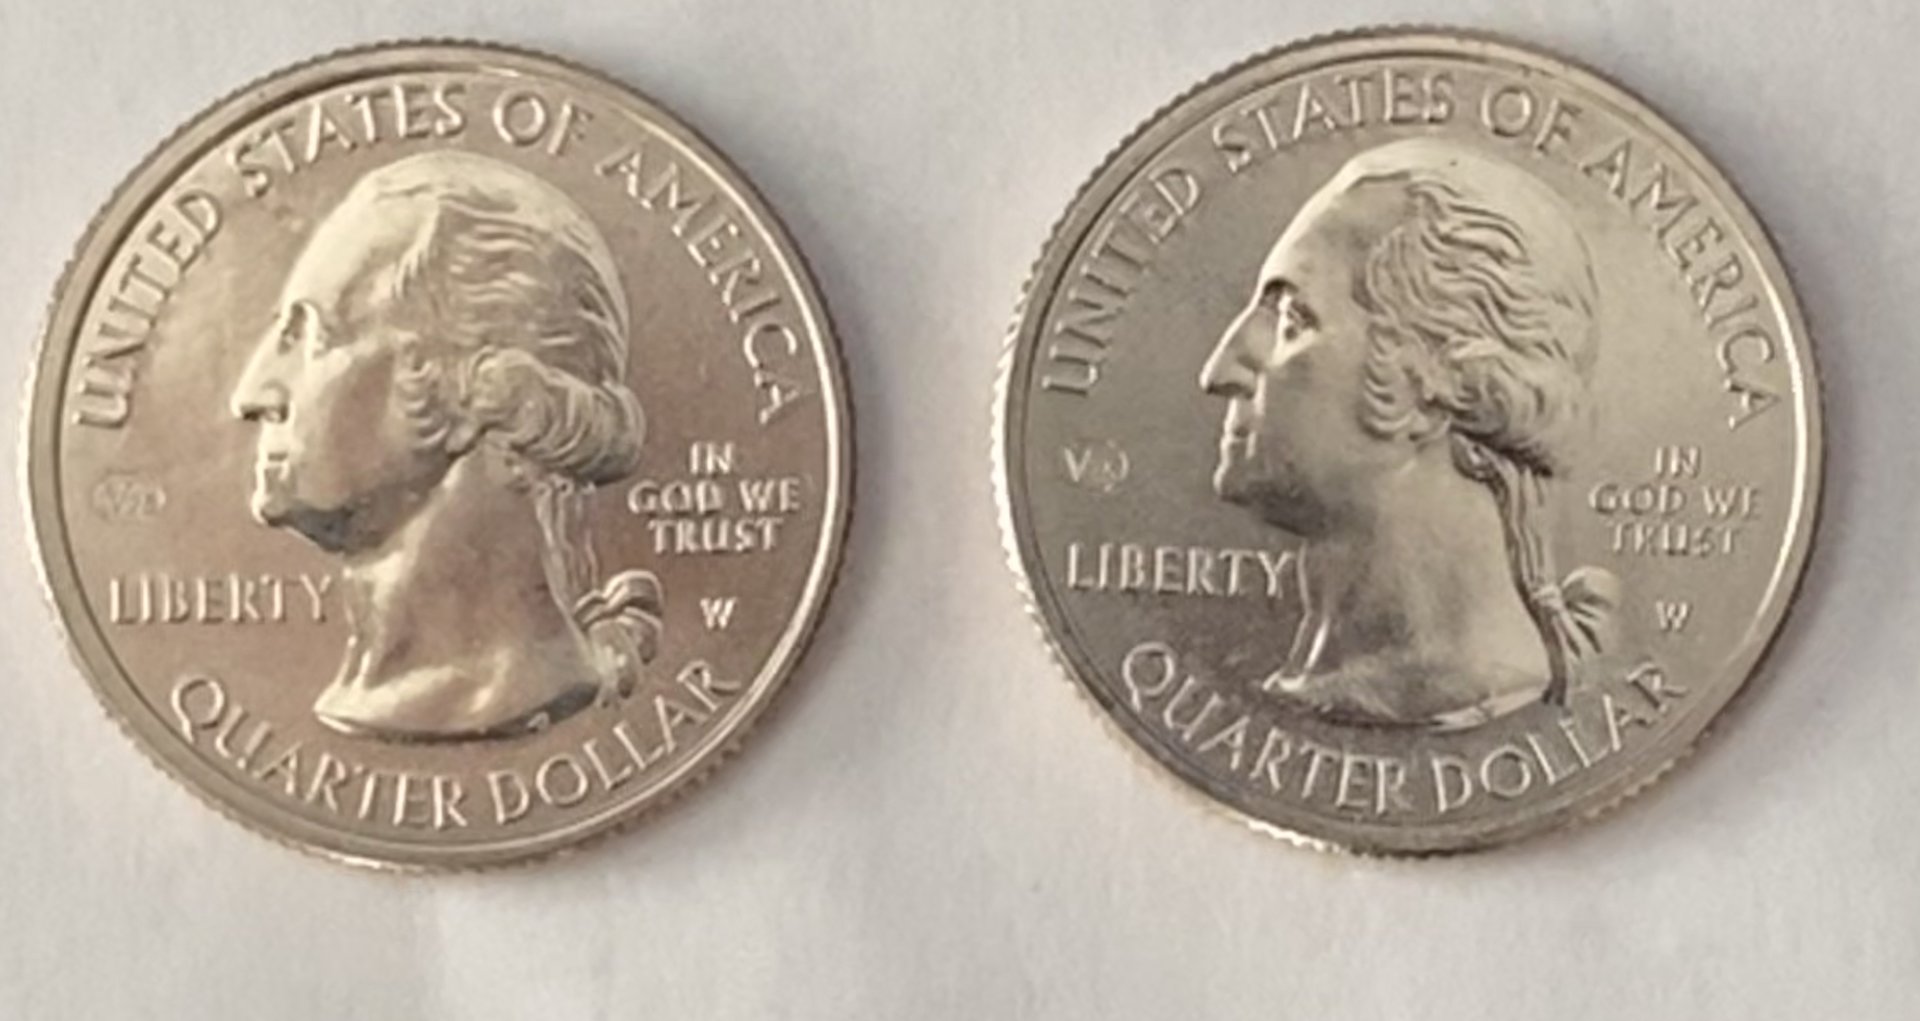 UNITED STATES OF AMERICA
IN
GOD WE
TRUST
LIBERTY
W
QUARTER DOLLAR
UNITED STATES OF AMERICA
IN
GOD WE
TRUST
LIBERTY
W
QUARTER DOLLAR